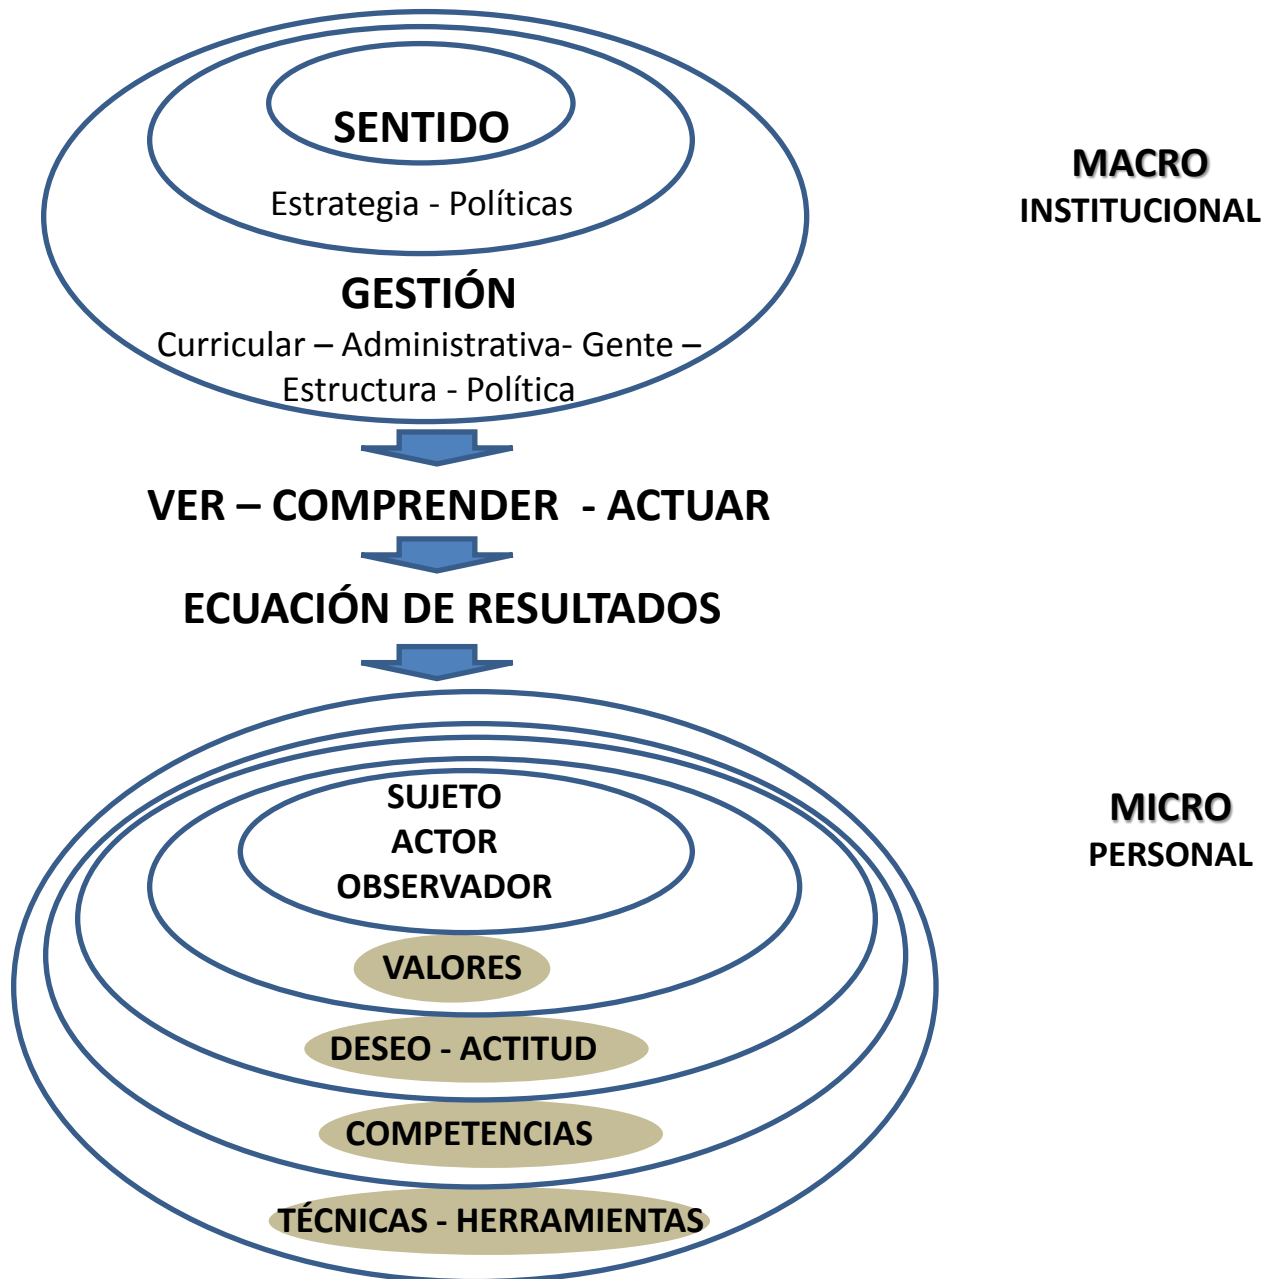 SENTIDO
Estrategia - Políticas
MACRO
INSTITUCIONAL
GESTIÓN
Curricular – Administrativa- Gente –
Estructura - Política
VER – COMPRENDER - ACTUAR
ECUACIÓN DE RESULTADOS
SUJETO
ACTOR
OBSERVADOR
MICRO
PERSONAL
VALORES
DESEO - ACTITUD
COMPETENCIAS
TÉCNICAS - HERRAMIENTAS